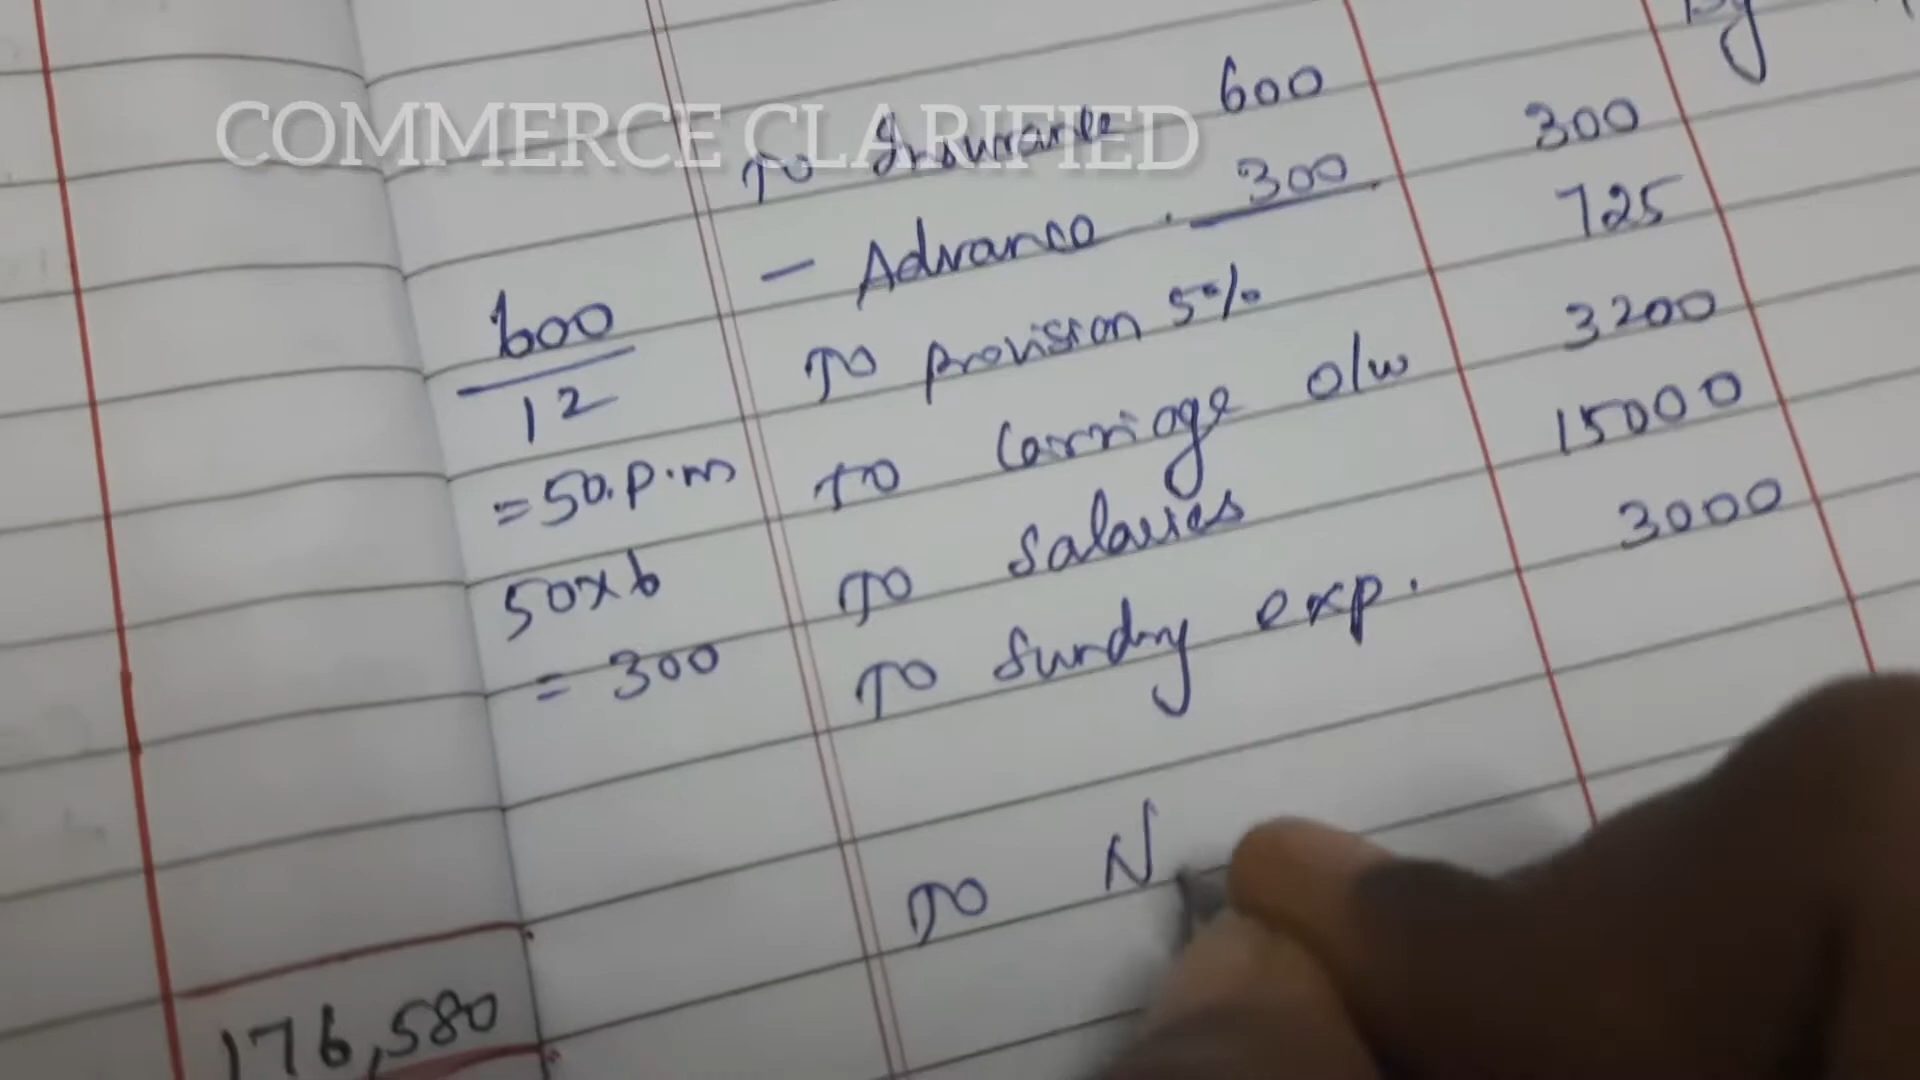 COMMERCE CLARIFIED
To Insurance 600
- Advance . 300 300
To provision 5% 725
To Carriage o/w 3200
To Salaries 15000
To Sundry exp. 3000
To N
600
12
= 50.p.m
50x6
= 300
176,580
By